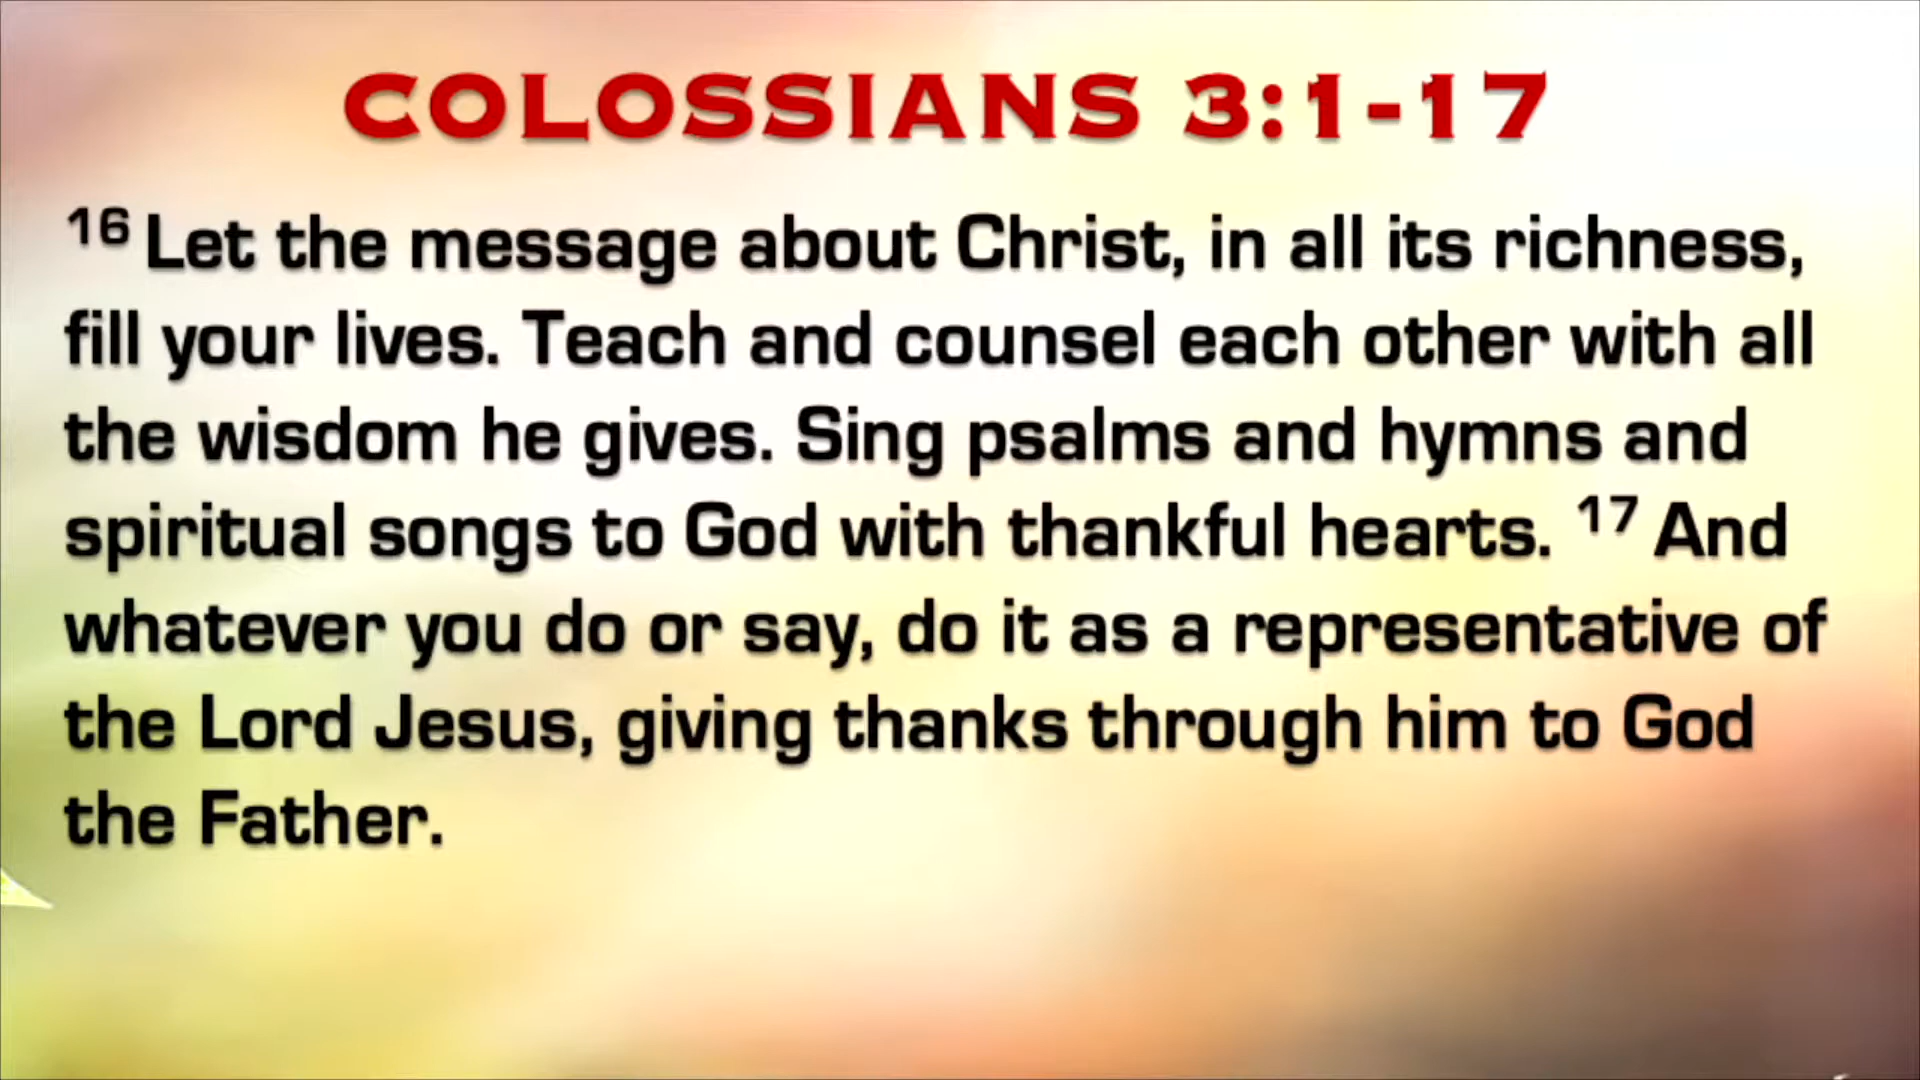 COLOSSIANS 3:1-17
16 Let the message about Christ, in all its richness,
fill your lives. Teach and counsel each other with all
the wisdom he gives. Sing psalms and hymns and
spiritual songs to God with thankful hearts. 17 And
whatever you do or say, do it as a representative of
the Lord Jesus, giving thanks through him to God
the Father.